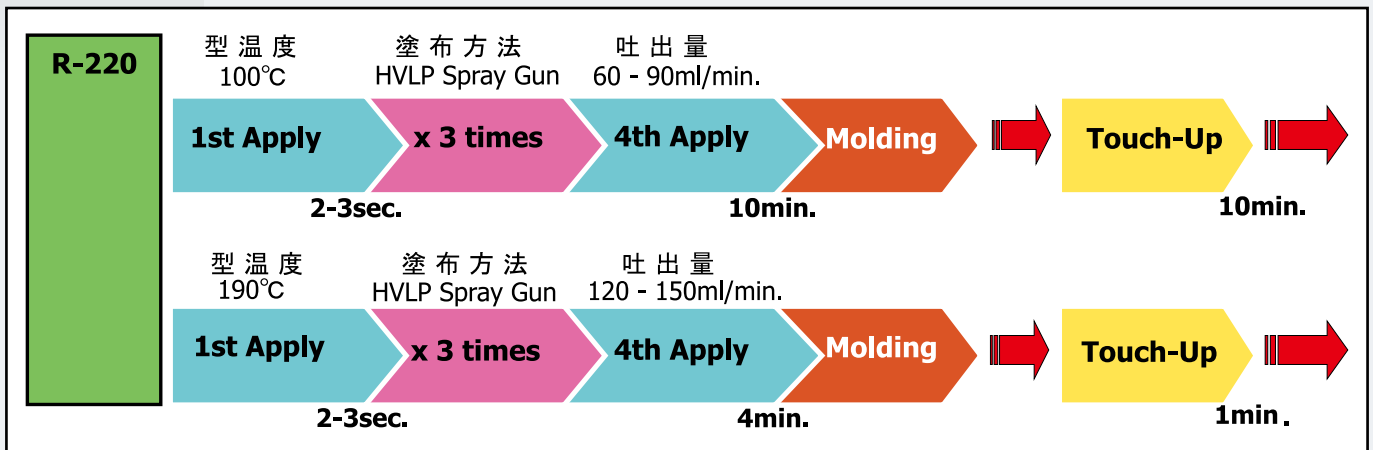 R-220
型温度
100℃
塗布方法
HVLP Spray Gun
吐出量
60 - 90ml/min.
1st Apply
x 3 times
4th Apply
Molding
Touch-Up
2-3sec.
10min.
10min.
型温度
190℃
塗布方法
HVLP Spray Gun
吐出量
120 - 150ml/min.
1st Apply
x 3 times
4th Apply
Molding
Touch-Up
2-3sec.
4min.
1min.